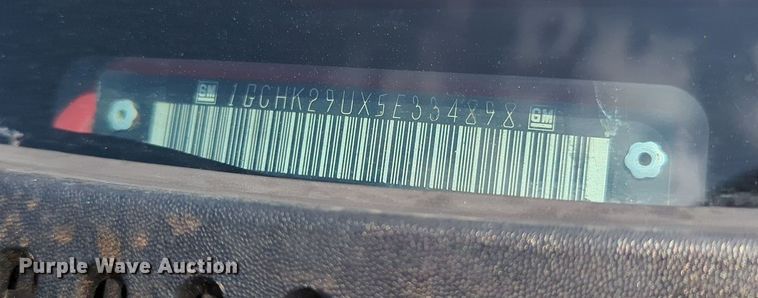 GM 1GCHK29UX5E334898 GM
Purple Wave Auction